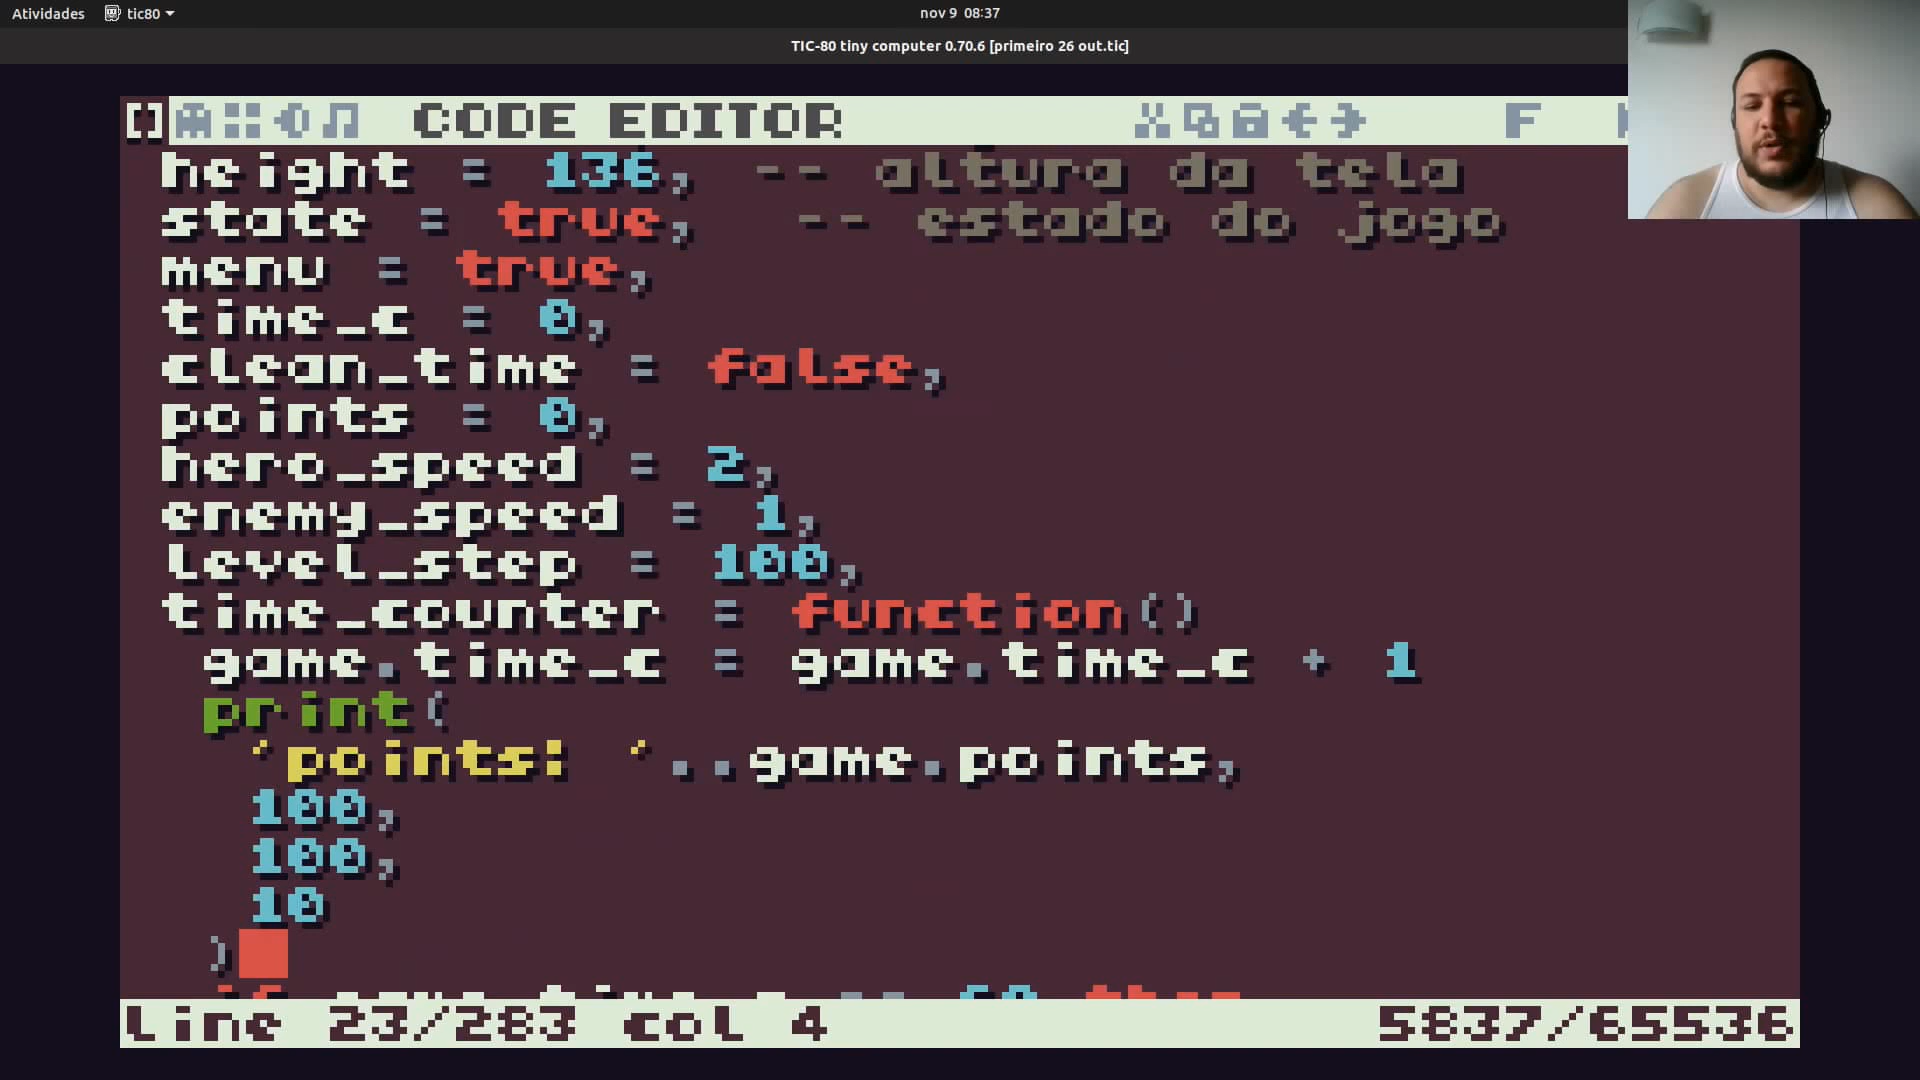 Atividades tic80 nov 9 08:37
TIC-80 tiny computer 0.70.6 [primeiro 26 out.tic]
CODE EDITOR F
height = 136, -- altura da tela
state = true, -- estado do jogo
menu = true,
time_c = 0,
clean_time = false,
points = 0,
hero_speed = 2,
enemy_speed = 1,
level_step = 100,
time_counter = function()
game.time_c = game.time_c + 1
print(
'points: '..game.points,
100,
100,
10
)
line 23/283 col 4 5837/65536